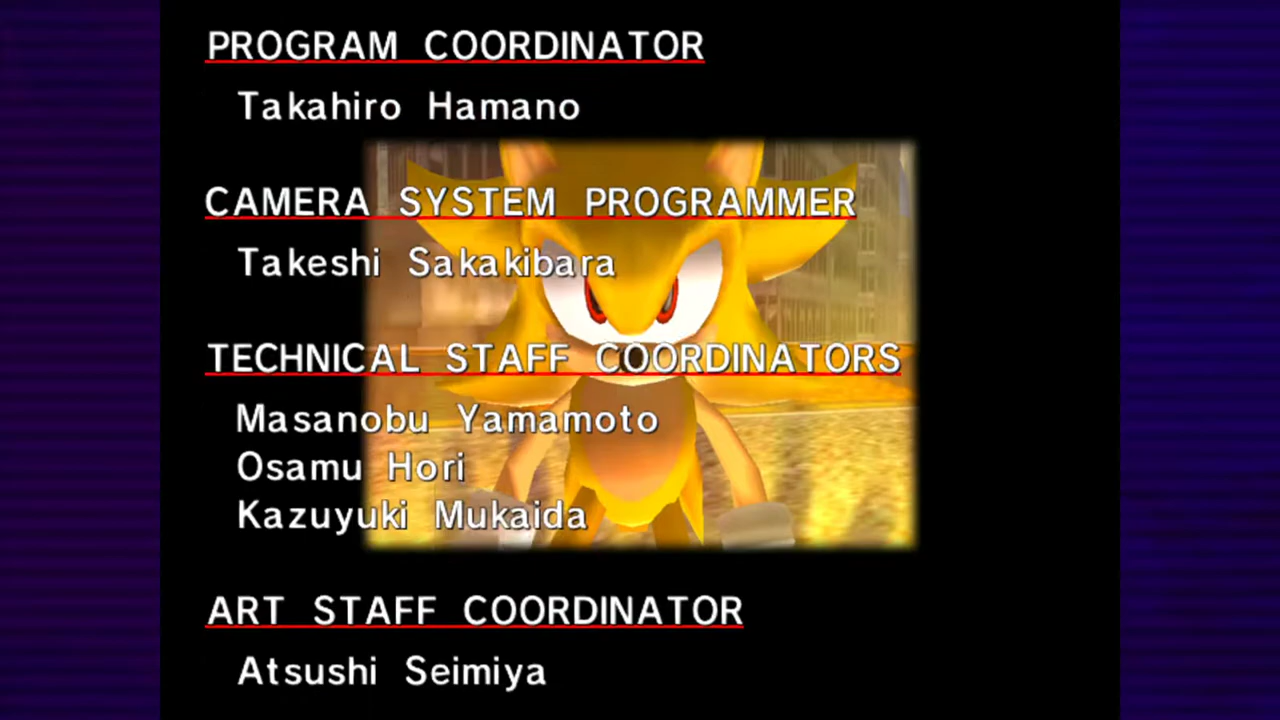 PROGRAM COORDINATOR
Takahiro Hamano
CAMERA SYSTEM PROGRAMMER
Takeshi Sakakibara
TECHNICAL STAFF COORDINATORS
Masanobu Yamamoto
Osamu Hori
Kazuyuki Mukaida
ART STAFF COORDINATOR
Atsushi Seimiya